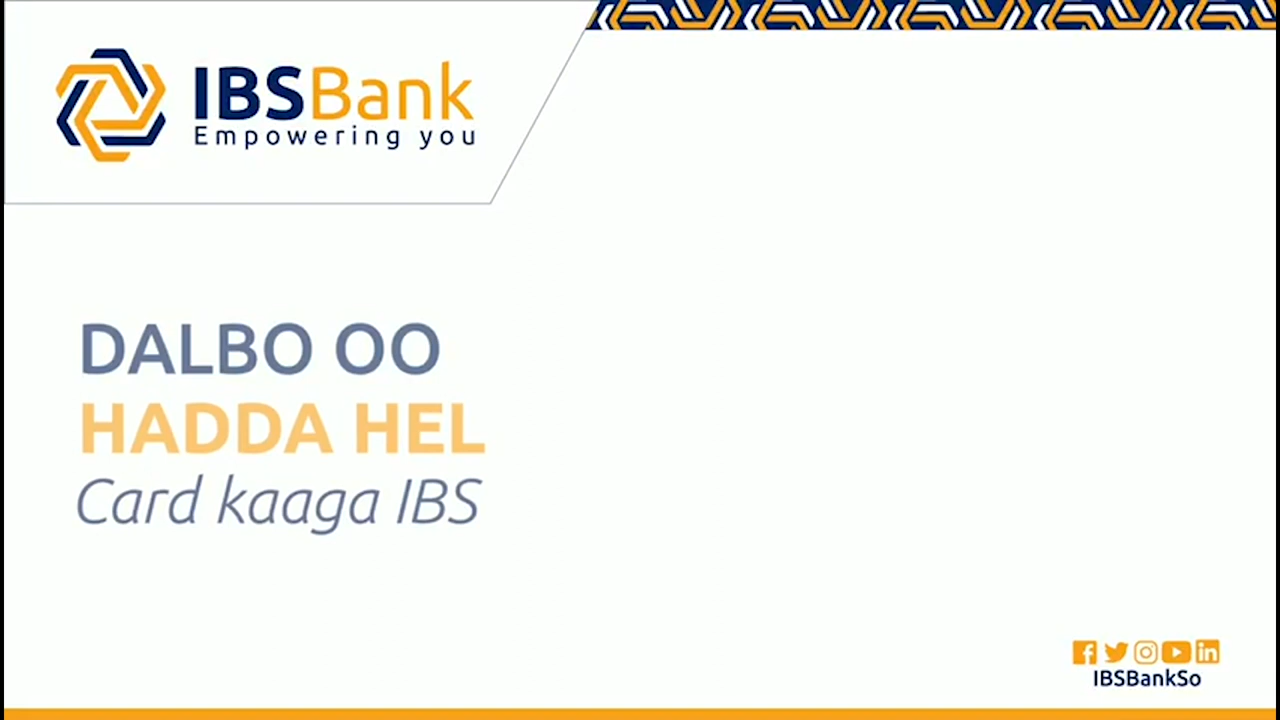 IBSBank
Empowering you
DALBO OO
HADDA HEL
Card kaaga IBS
IBSBankSo